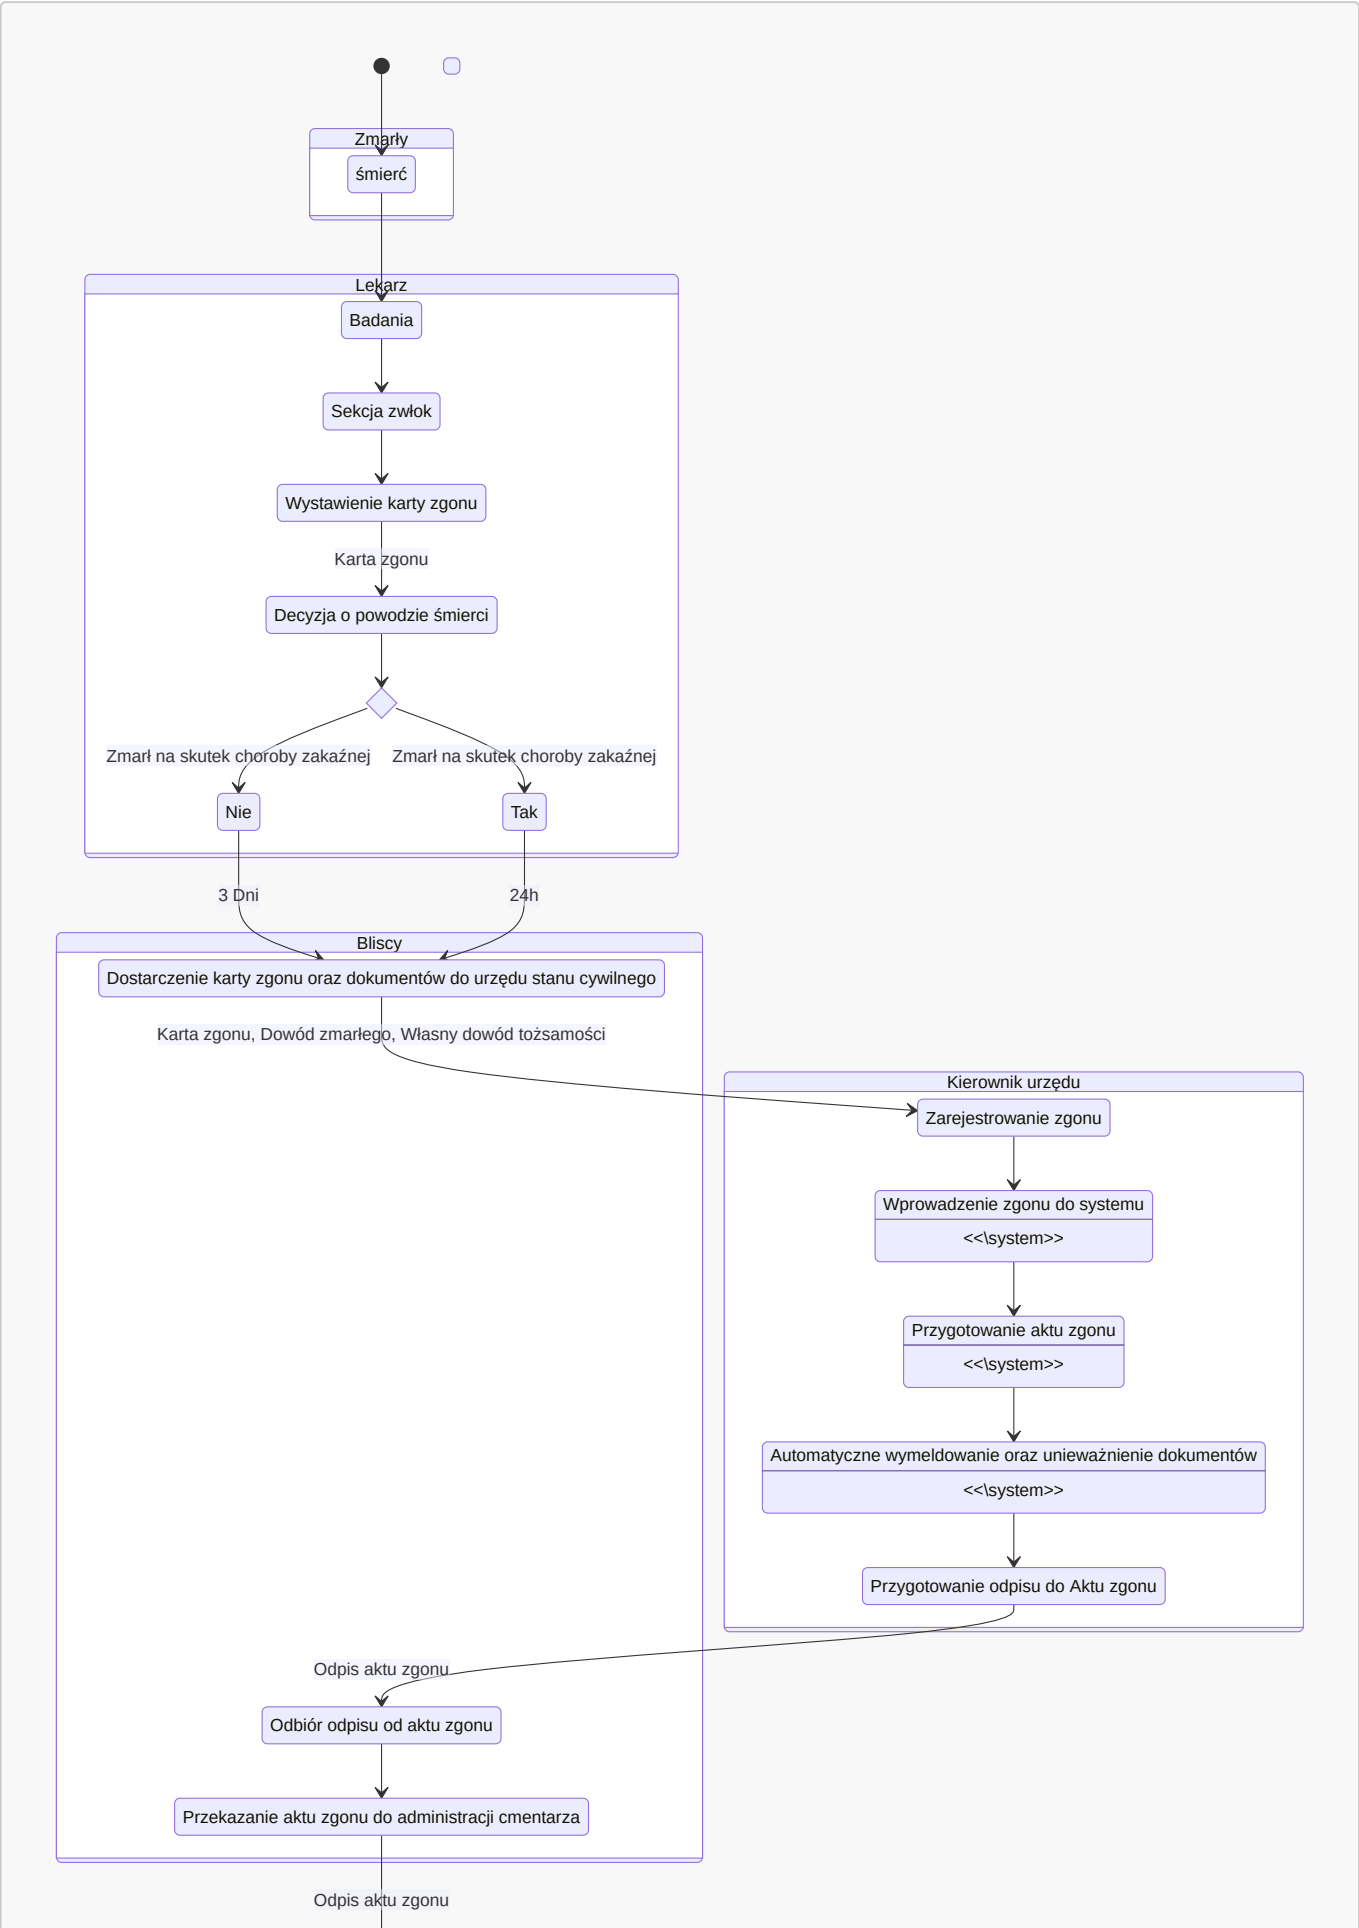 Zmarły
śmierć
Lekarz
Badania
Sekcja zwłok
Wystawienie karty zgonu
Karta zgonu
Decyzja o powodzie śmierci
Zmarł na skutek choroby zakaźnej
Zmarł na skutek choroby zakaźnej
Nie
Tak
3 Dni
24h
Bliscy
Dostarczenie karty zgonu oraz dokumentów do urzędu stanu cywilnego
Karta zgonu, Dowód zmarłego, Własny dowód tożsamości
Kierownik urzędu
Zarejestrowanie zgonu
Wprowadzenie zgonu do systemu
<<\system>>
Przygotowanie aktu zgonu
<<\system>>
Automatyczne wymeldowanie oraz unieważnienie dokumentów
<<\system>>
Przygotowanie odpisu do Aktu zgonu
Odpis aktu zgonu
Odbiór odpisu od aktu zgonu
Przekazanie aktu zgonu do administracji cmentarza
Odpis aktu zgonu